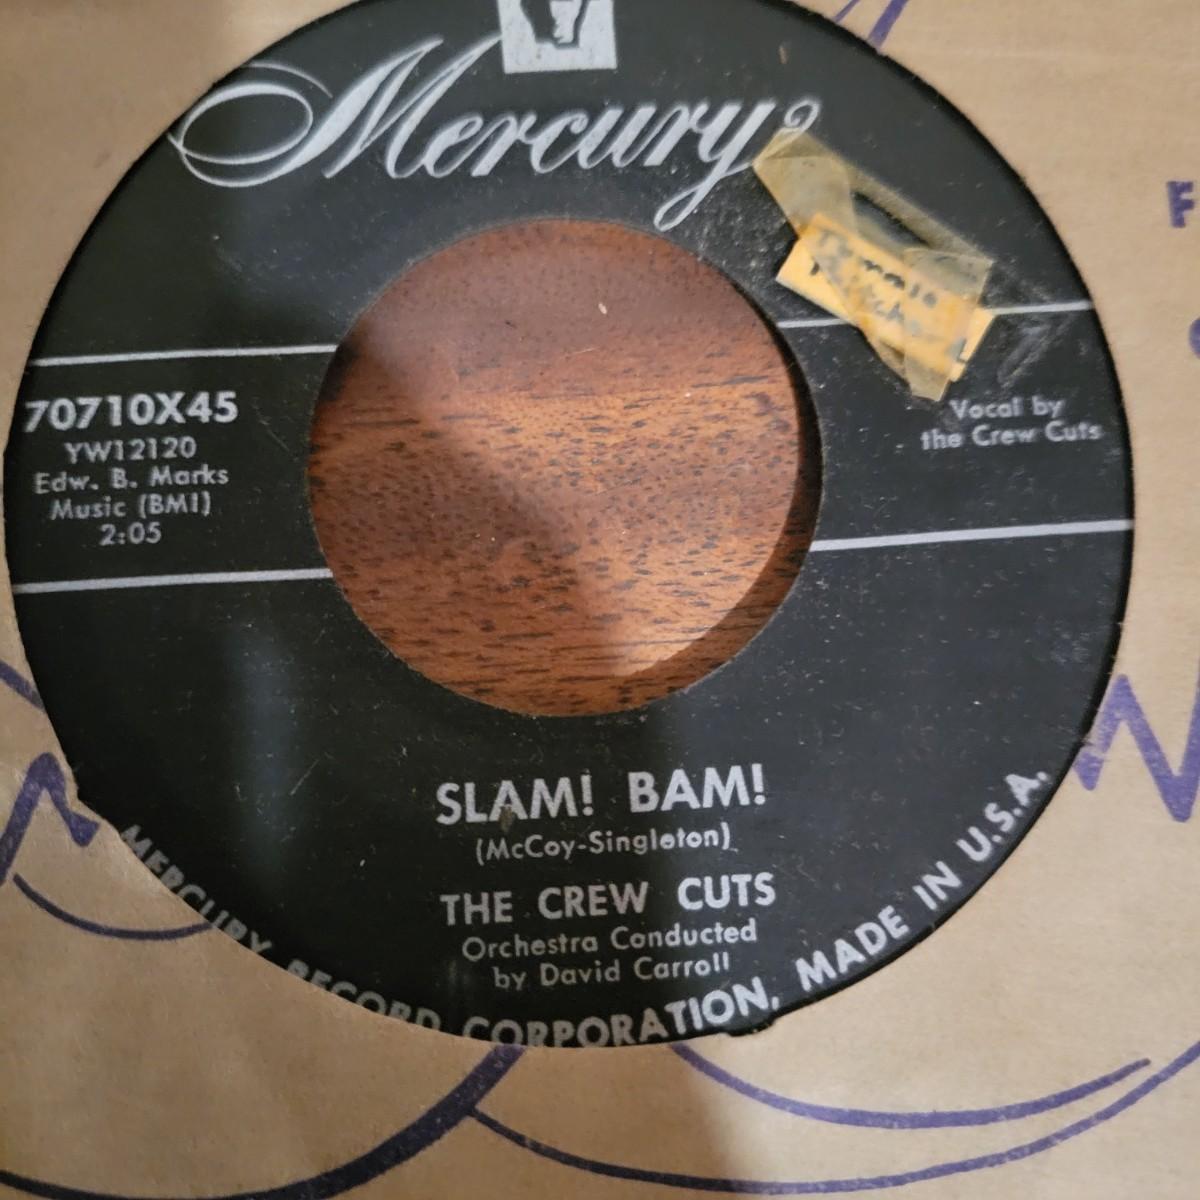 Mercury
70710X45
YW12120
Edw. B. Marks
Music (BMI)
2:05
Vocal by
the Crew Cuts
SLAM! BAM!
(McCoy-Singleton)
THE CREW CUTS
Orchestra Conducted
by David Carroll
MERCURY RECORD CORPORATION, MADE IN U.S.A.
F